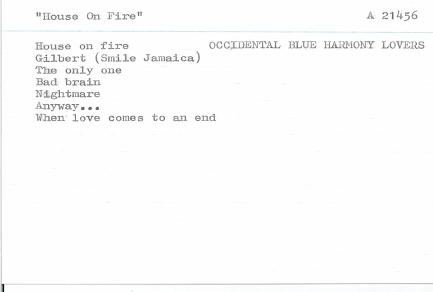 "House On Fire" A 21456
House on fire OCCIDENTAL BLUE HARMONY LOVERS
Gilbert (Smile Jamaica)
The only one
Bad brain
Nightmare
Anyway...
When love comes to an end